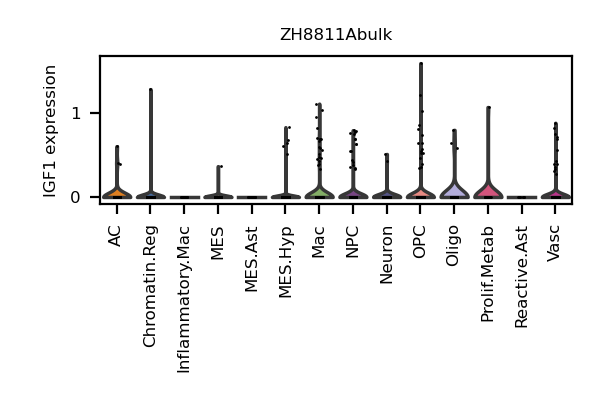 ZH8811Abulk
IGF1 expression
1
0
AC
Chromatin.Reg
Inflammatory.Mac
MES
MES.Ast
MES.Hyp
Mac
NPC
Neuron
OPC
Oligo
Prolif.Metab
Reactive.Ast
Vasc